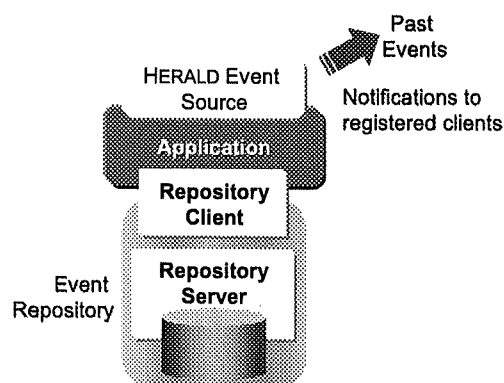 Past
Events
HERALD Event
Source
Notifications to
registered clients
Application
Repository
Client
Event
Repository
Repository
Server